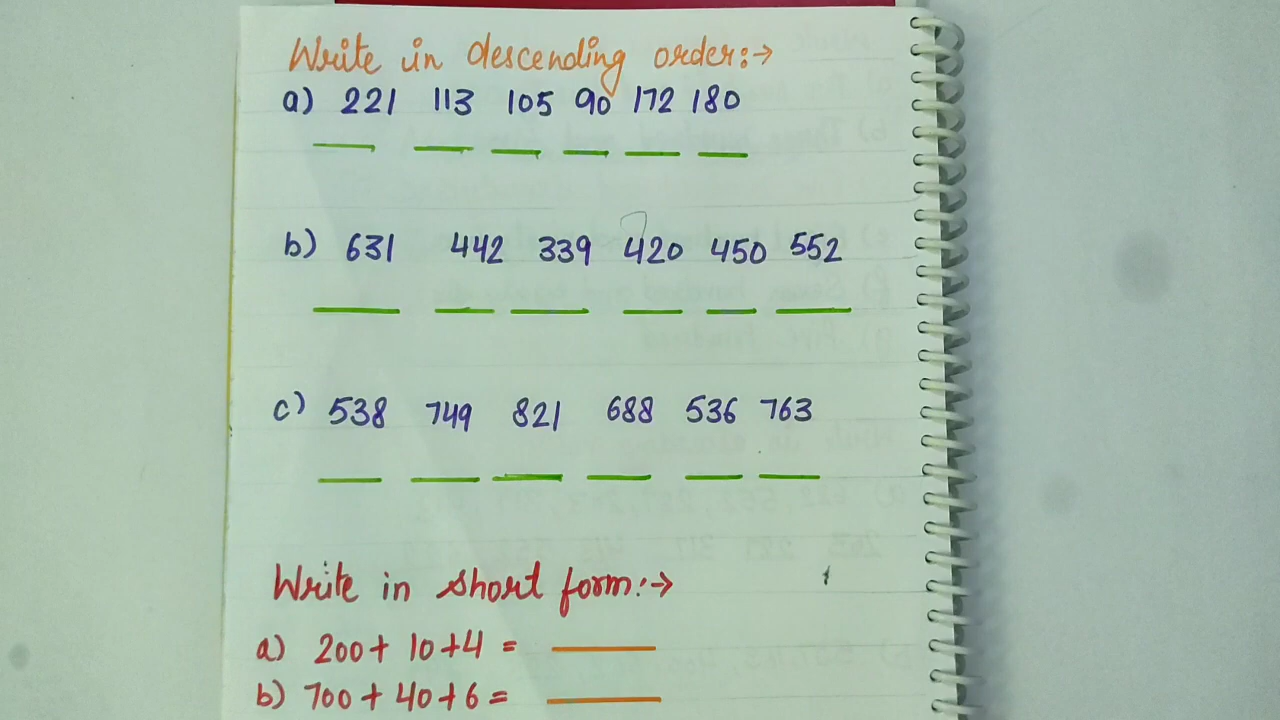 Write in descending order:→
a) 221 113 105 90 172 180
b) 631 442 339 420 450 552
c) 538 749 821 688 536 763
Write in short form:→
a) 200+ 10+4 =
b) 700+40+6=